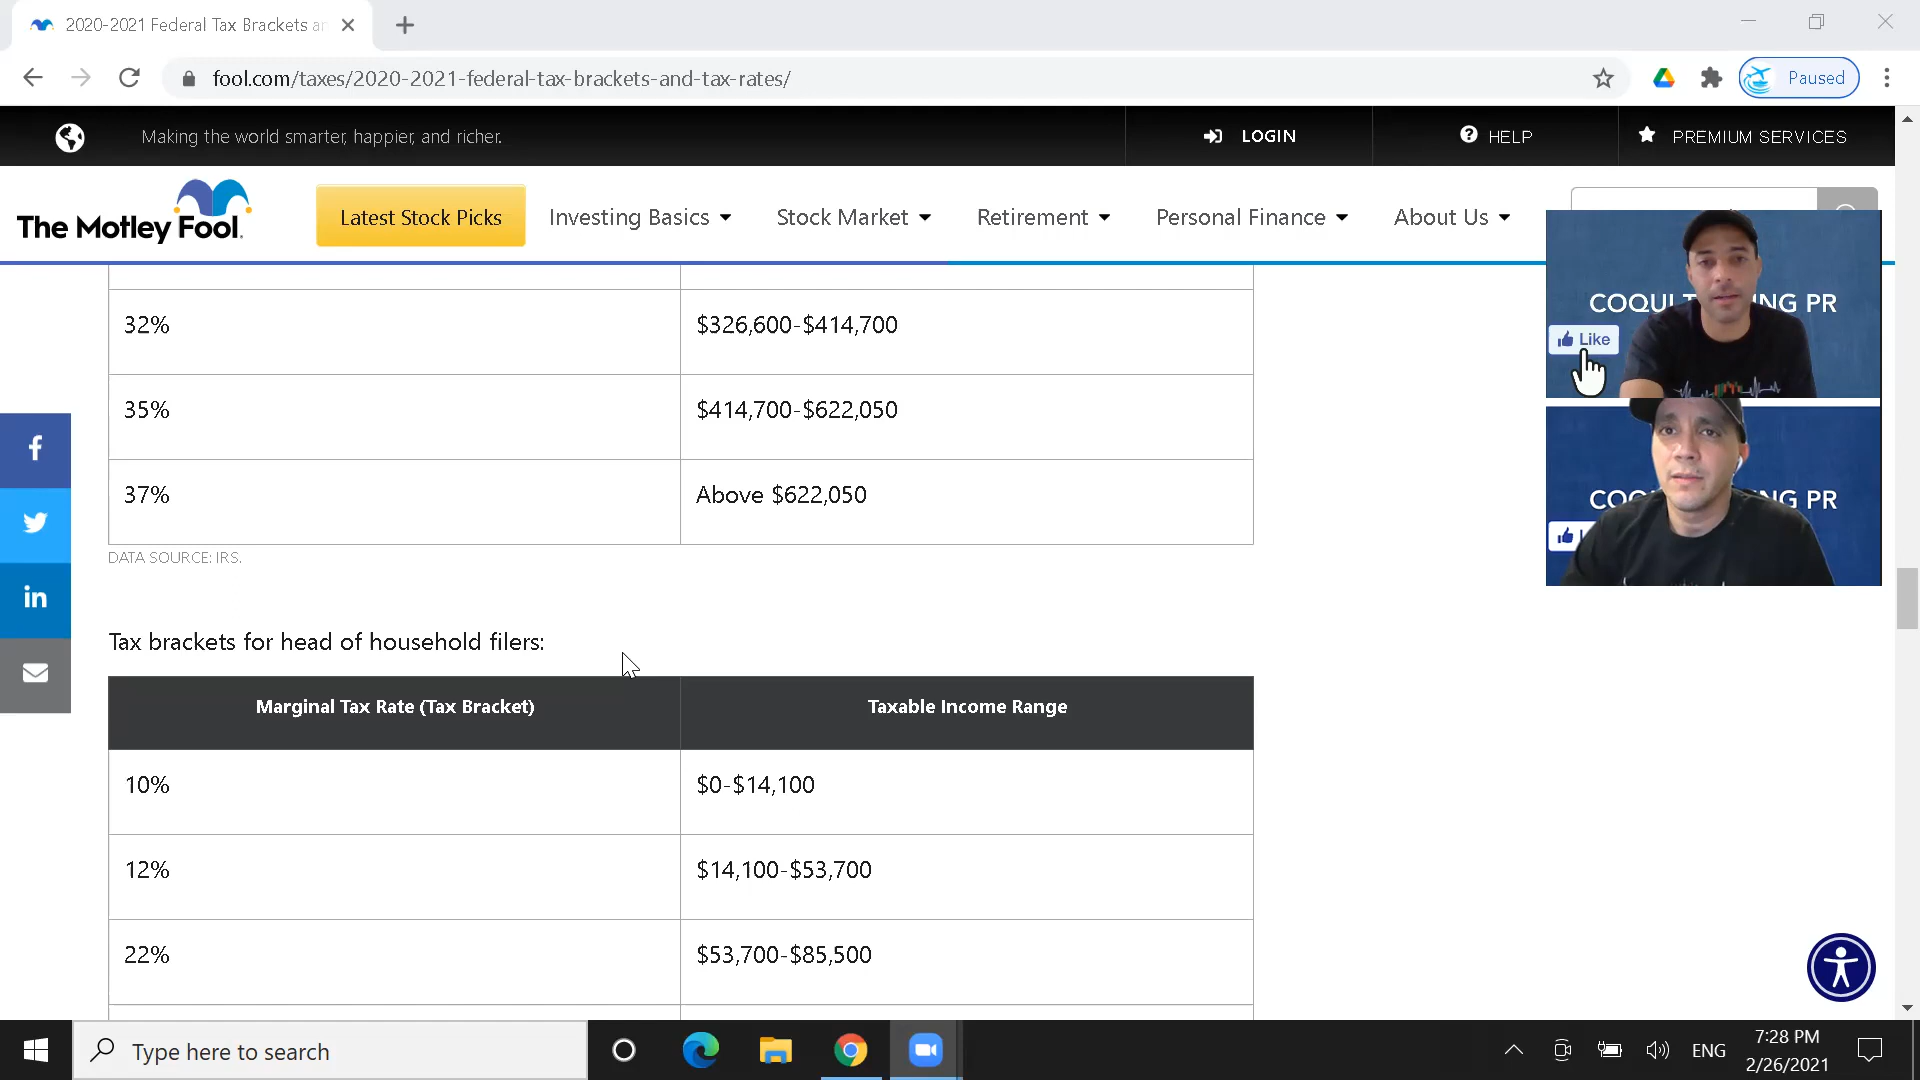 2020-2021 Federal Tax Brackets a
fool.com/taxes/2020-2021-federal-tax-brackets-and-tax-rates/
Paused
Making the world smarter, happier, and richer.
LOGIN
HELP
PREMIUM SERVICES
The Motley Fool.
Latest Stock Picks
Investing Basics
Stock Market
Retirement
Personal Finance
About Us
32% $326,600-$414,700
35% $414,700-$622,050
37% Above $622,050
DATA SOURCE: IRS.
COQUI T NG PR
Like
COQ NG PR
Tax brackets for head of household filers:
Marginal Tax Rate (Tax Bracket) Taxable Income Range
10% $0-$14,100
12% $14,100-$53,700
22% $53,700-$85,500
Type here to search
ENG
7:28 PM
2/26/2021